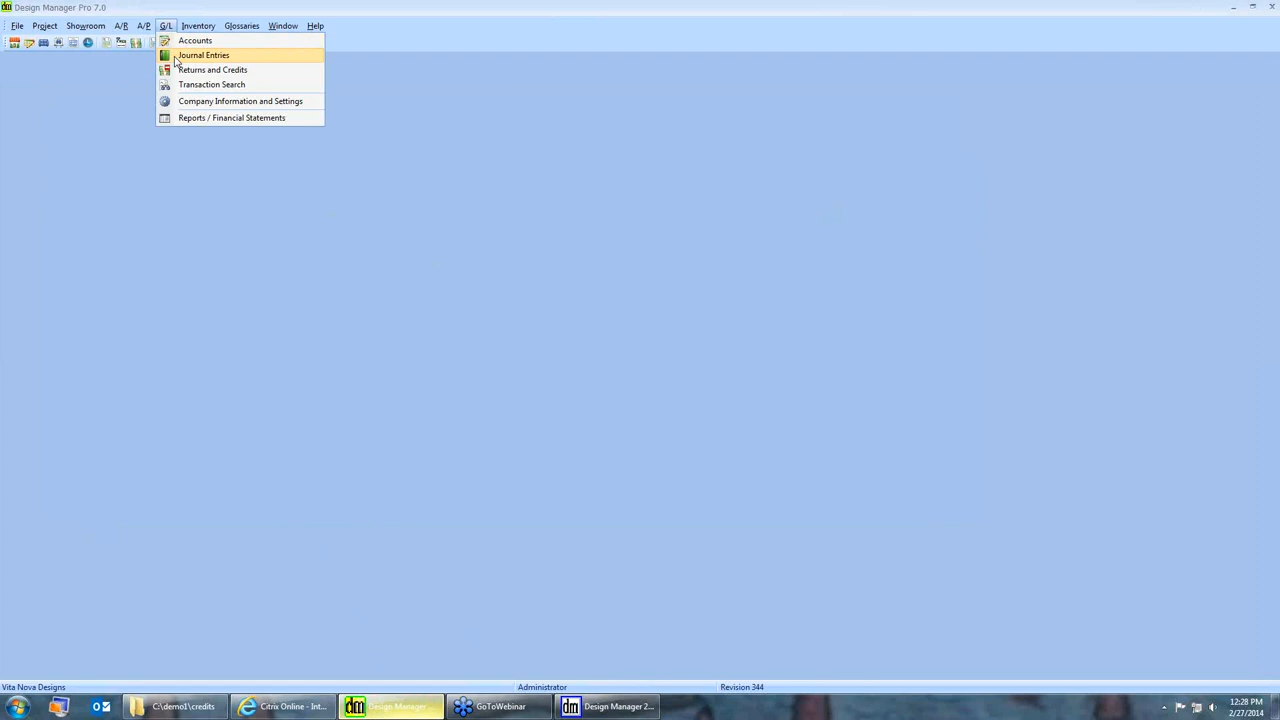 Design Manager Pro 7.0
File Project Showroom A/R A/P G/L Inventory Glossaries Window Help
Accounts
Journal Entries
Returns and Credits
Transaction Search
Company Information and Settings
Reports / Financial Statements
Vita Nova Designs Administrator Revision 344
C:\demo1\credits Citrix Online - Int... Design Manager ... GoToWebinar Design Manager 2...
12:28 PM
2/27/2014